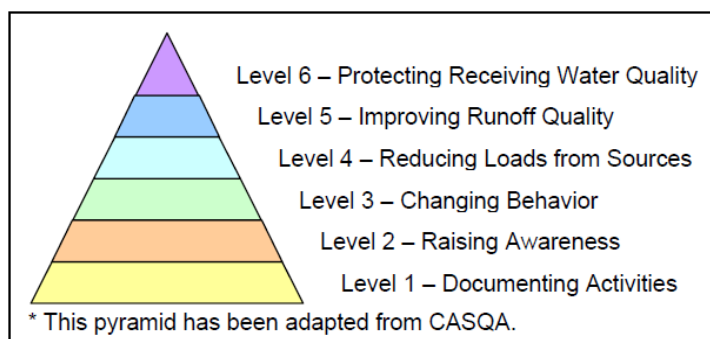 Level 6 – Protecting Receiving Water Quality
Level 5 – Improving Runoff Quality
Level 4 – Reducing Loads from Sources
Level 3 – Changing Behavior
Level 2 – Raising Awareness
Level 1 – Documenting Activities
* This pyramid has been adapted from CASQA.